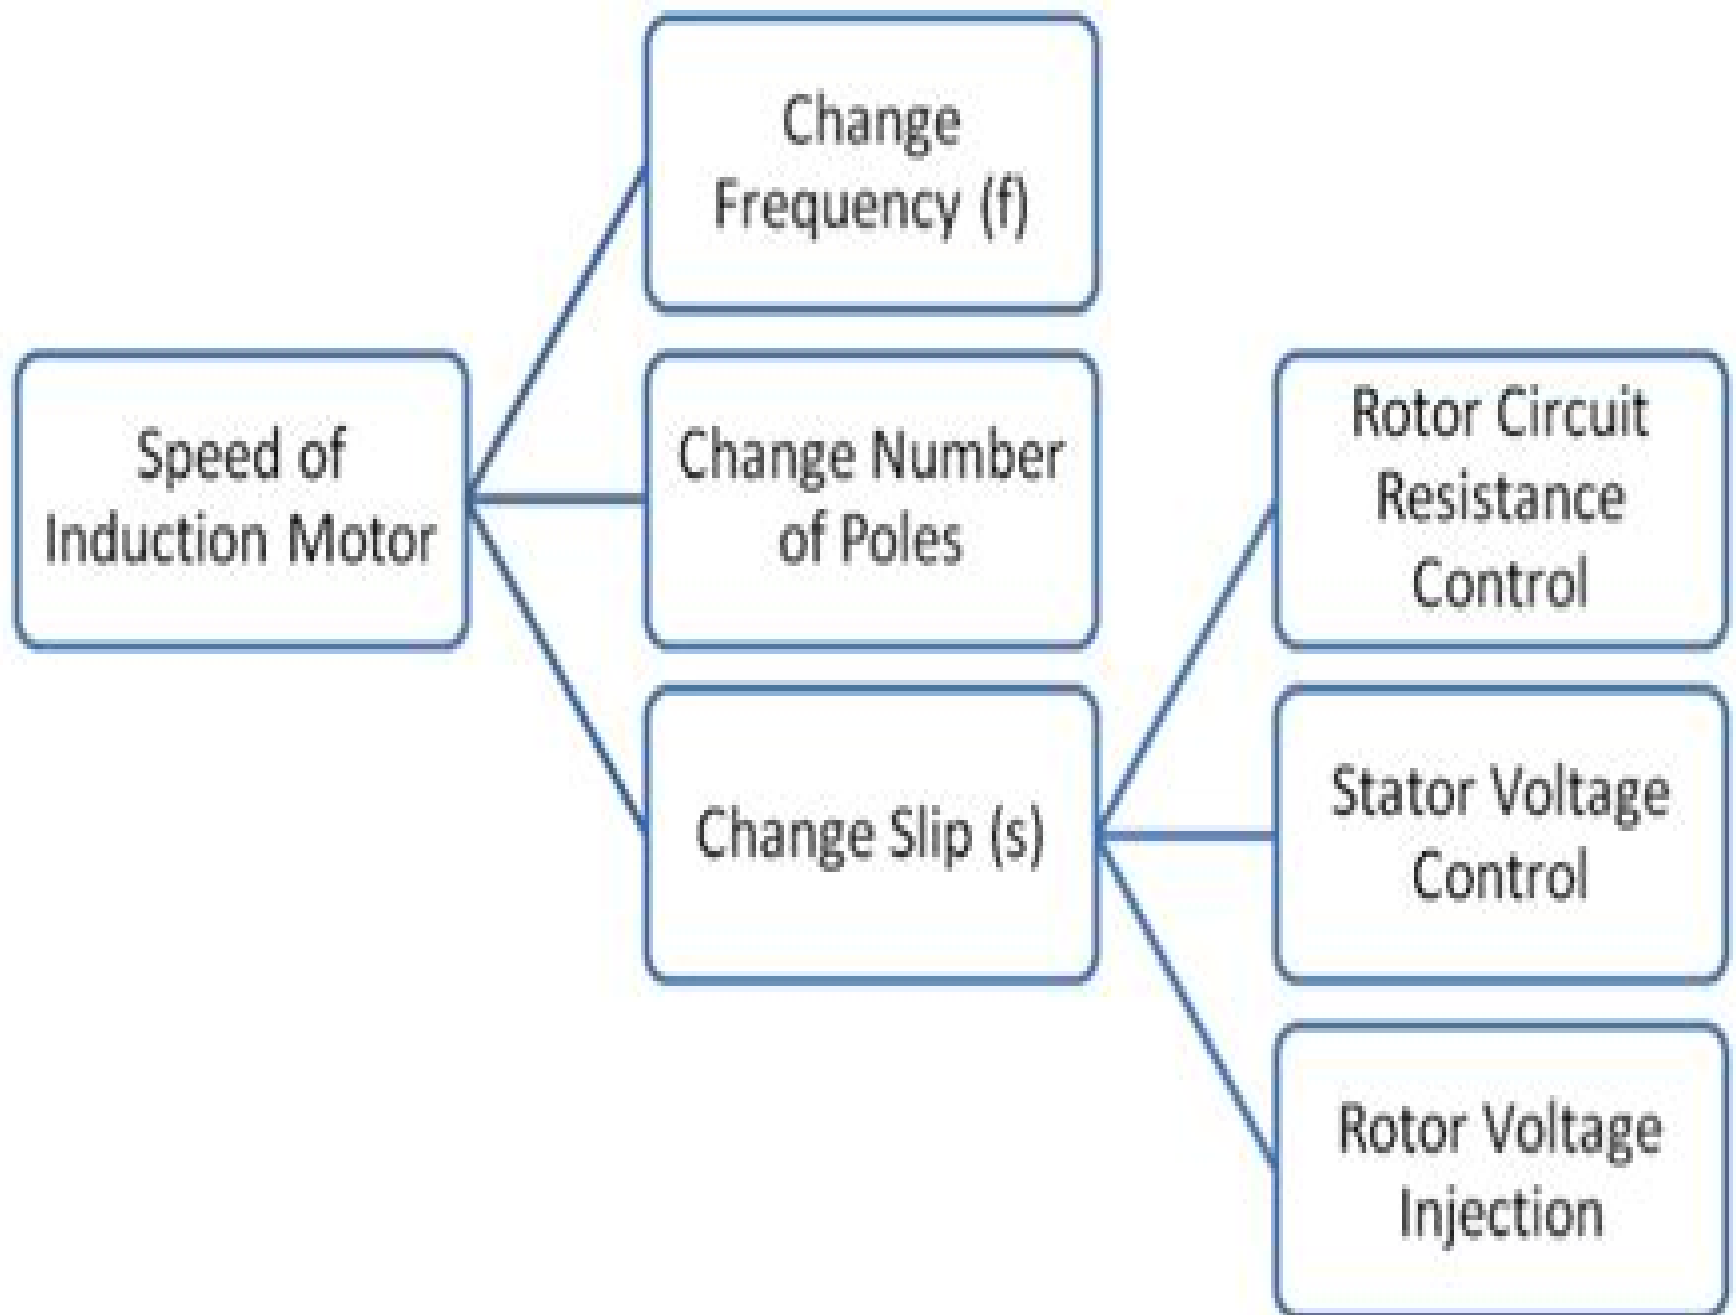 Speed of
Induction Motor
Change
Frequency (f)
Change Number
of Poles
Change Slip (s)
Rotor Circuit
Resistance
Control
Stator Voltage
Control
Rotor Voltage
Injection